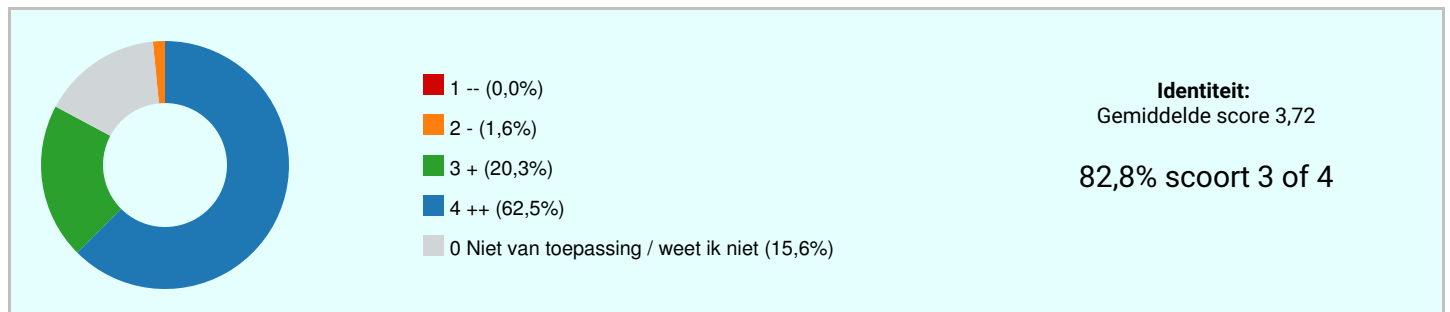 1 -- (0,0%)
2 - (1,6%)
3 + (20,3%)
4 ++ (62,5%)
0 Niet van toepassing / weet ik niet (15,6%)
Identiteit:
Gemiddelde score 3,72
82,8% scoort 3 of 4